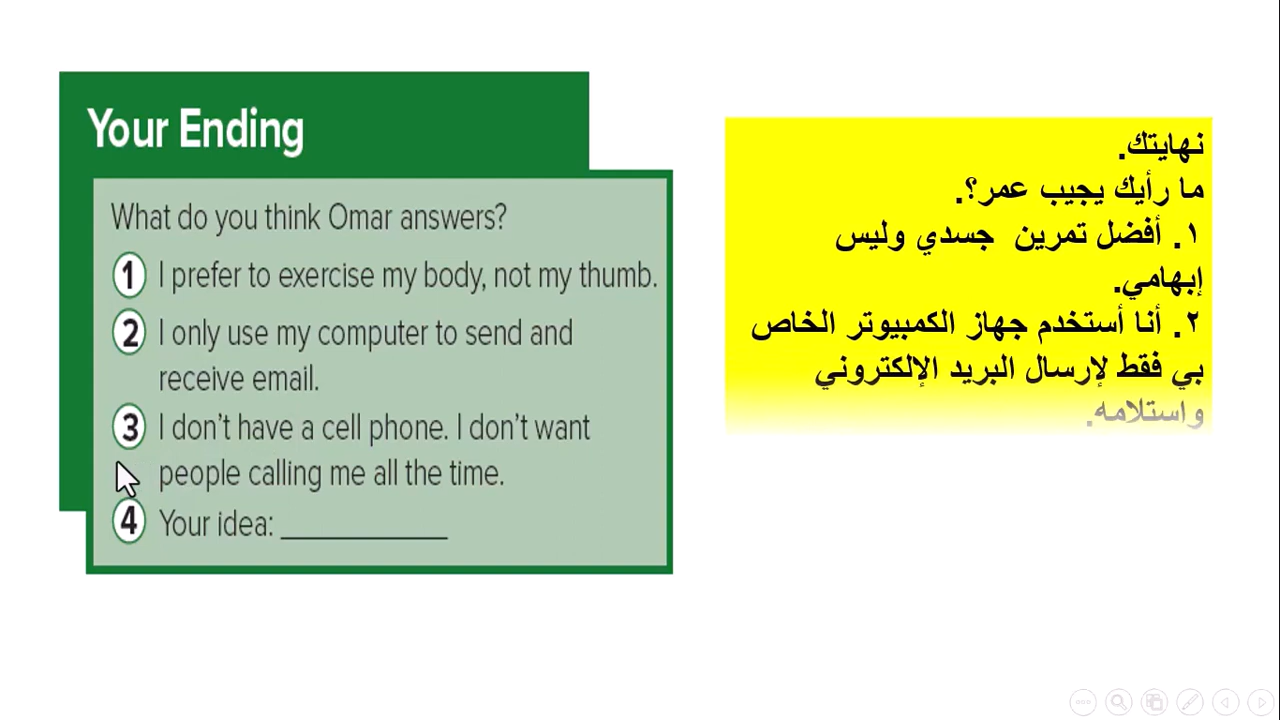 Your Ending
What do you think Omar answers?
1 I prefer to exercise my body, not my thumb.
2 I only use my computer to send and
receive email.
3 I don't have a cell phone. I don't want
people calling me all the time.
4 Your idea: ___________
نهايتك.
ما رأيك يجيب عمر؟.
١. أفضل تمرين جسدي وليس
إبهامي.
٢. أنا أستخدم جهاز الكمبيوتر الخاص
بي فقط لإرسال البريد الإلكتروني
واستلامه.